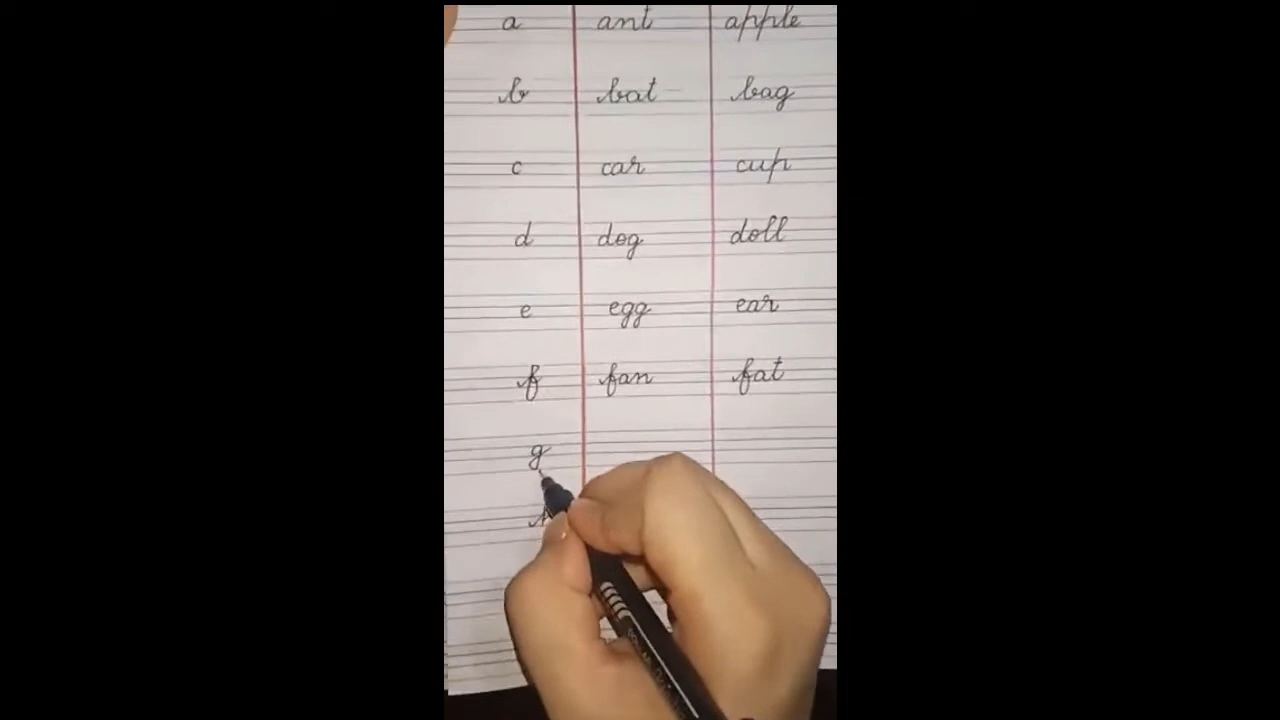 a ant apple
b bat bag
c car cup
d dog doll
e egg ear
f fan fat
g